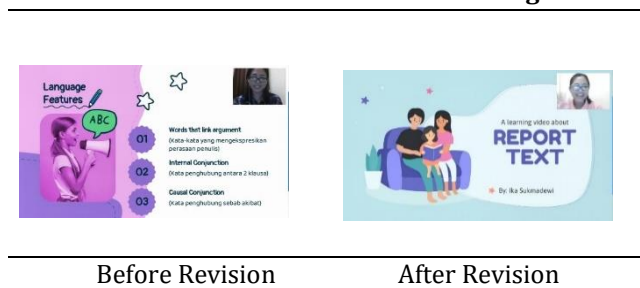 Language
Features
ABC
01
Words that link argument
(Kata-kata yang mengekspresikan
perasaan penulis)
02
Internal Conjunction
(Kata penghubung antara 2 klausa)
03
Causal Conjunction
(Kata penghubung sebab akibat)
A learning video about
REPORT
TEXT
By: Ika Sukmadewi
Before Revision
After Revision